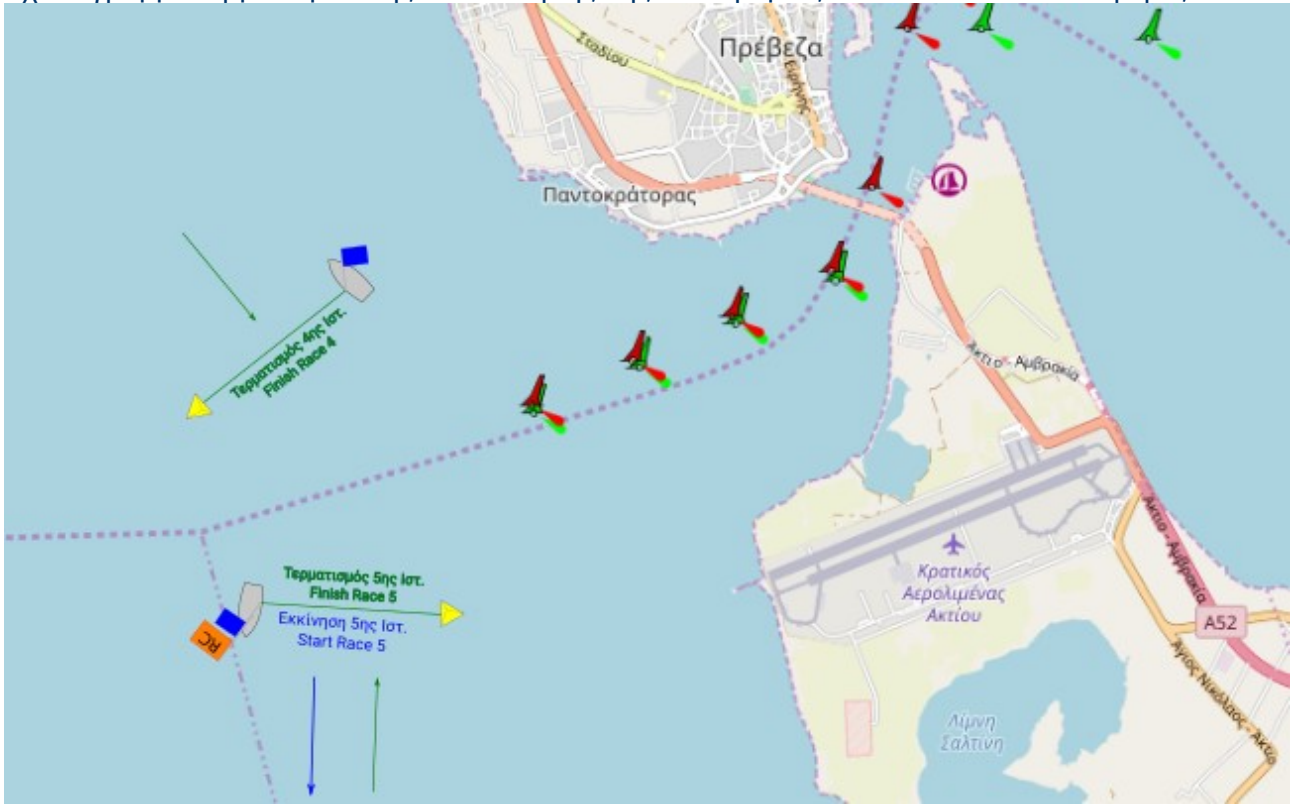 Σταδίου
Πρέβεζα
Ειρήνης
Παντοκράτορας
Τερματισμός 4ης Ιστ.
Finish Race 4
Άκτιο - Αμβρακία
Τερματισμός 5ης Ιστ.
Finish Race 5
Εκκίνηση 5ης Ιστ.
Start Race 5
RC
Κρατικός
Αερολιμένας
Ακτίου
Άκτιο - Αμβρακία
A52
Άγιος Νικόλαος - Άκτιο
Λίμνη
Σαλτινη